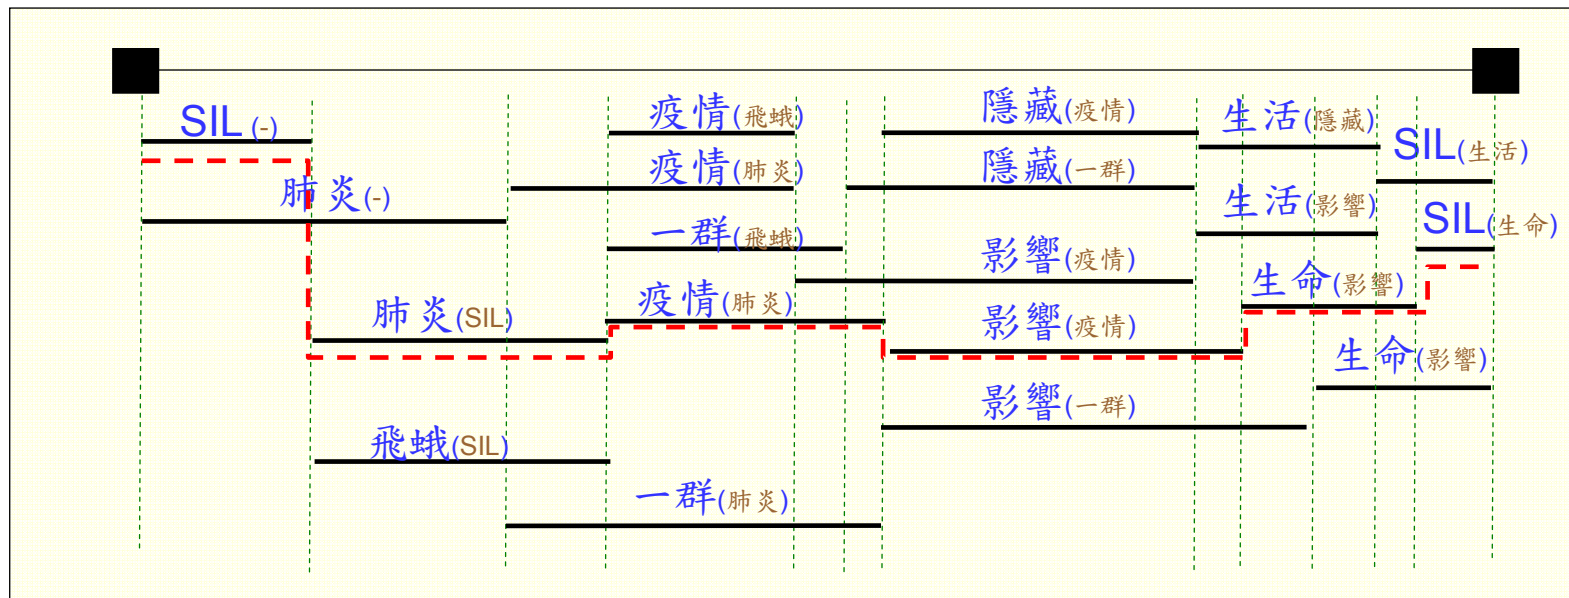 SIL (-)
疫情(飛蛾)
隱藏(疫情)
生活(隱藏)
SIL(生活)
肺炎(-)
疫情(肺炎)
隱藏(一群)
生活(影響)
SIL(生命)
一群(飛蛾)
影響(疫情)
肺炎(SIL)
疫情(肺炎)
影響(疫情)
生命(影響)
生命(影響)
影響(一群)
飛蛾(SIL)
一群(肺炎)